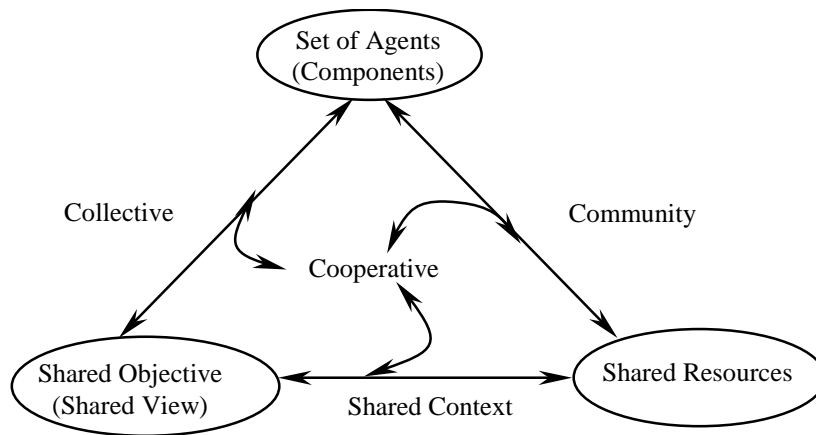 Set of Agents
(Components)
Collective
Community
Cooperative
Shared Objective
(Shared View)
Shared Resources
Shared Context